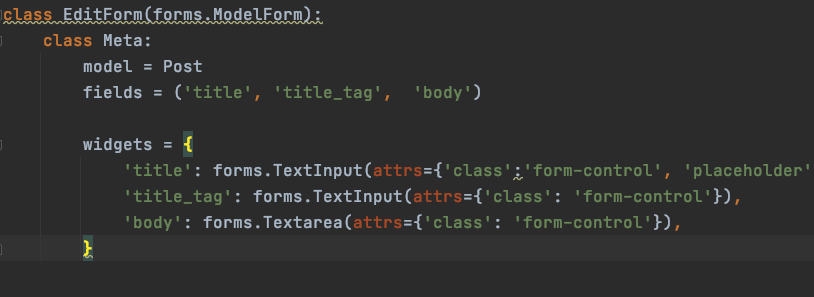 class EditForm(forms.ModelForm):
    class Meta:
        model = Post
        fields = ('title', 'title_tag',  'body')

        widgets = {
            'title': forms.TextInput(attrs={'class':'form-control', 'placeholder'
            'title_tag': forms.TextInput(attrs={'class': 'form-control'}),
            'body': forms.Textarea(attrs={'class': 'form-control'}),
        }